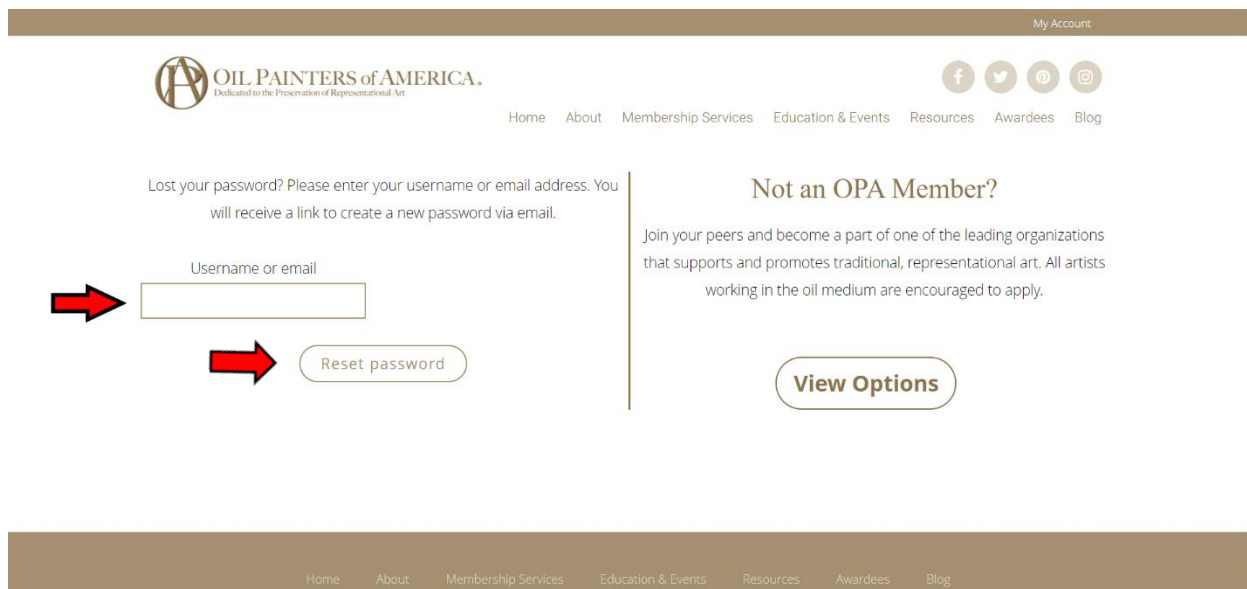 My Account
OIL PAINTERS of AMERICA®
Dedicated to the Preservation of Representational Art
Home About Membership Services Education & Events Resources Awardees Blog
Lost your password? Please enter your username or email address. You
will receive a link to create a new password via email.
Username or email
Reset password
Not an OPA Member?
Join your peers and become a part of one of the leading organizations
that supports and promotes traditional, representational art. All artists
working in the oil medium are encouraged to apply.
View Options
Home About Membership Services Education & Events Resources Awardees Blog